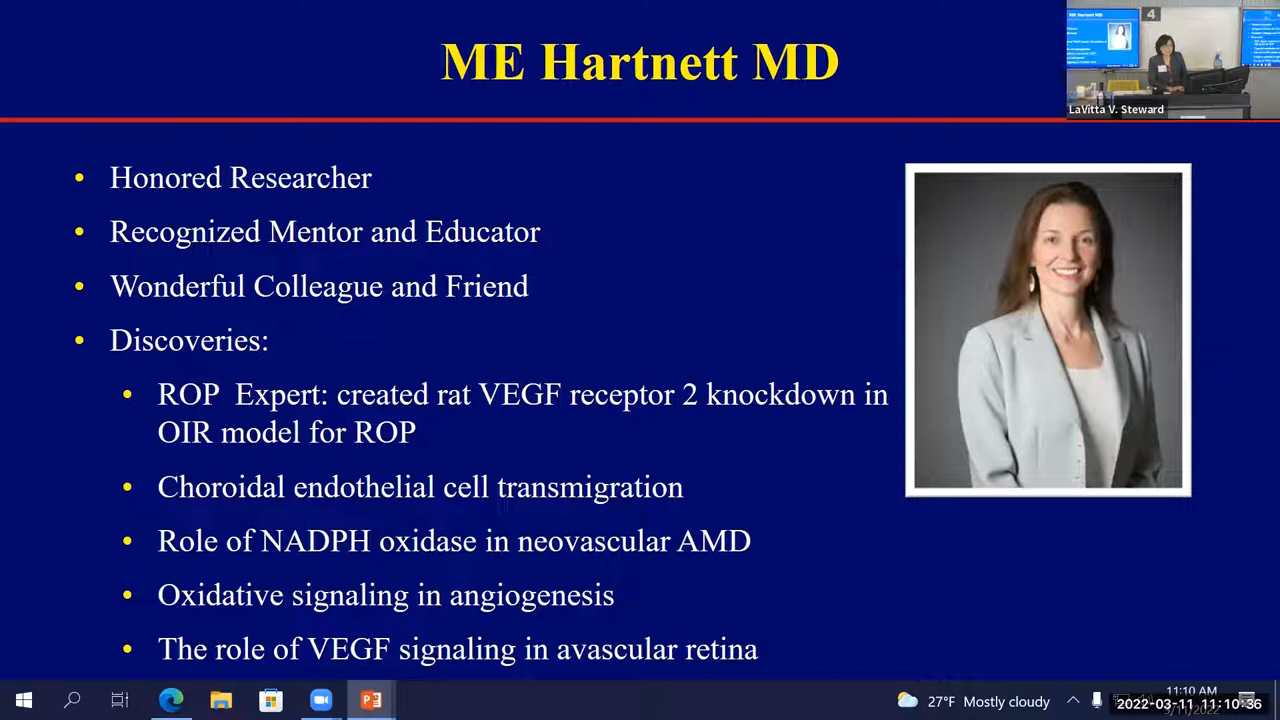 ME Hartnett MD
4
LaVitta V. Steward
• Honored Researcher
• Recognized Mentor and Educator
• Wonderful Colleague and Friend
• Discoveries:
• ROP Expert: created rat VEGF receptor 2 knockdown in
OIR model for ROP
• Choroidal endothelial cell transmigration
• Role of NADPH oxidase in neovascular AMD
• Oxidative signaling in angiogenesis
• The role of VEGF signaling in avascular retina
27°F Mostly cloudy
11:10 AM
2022-03-11 11:10:36